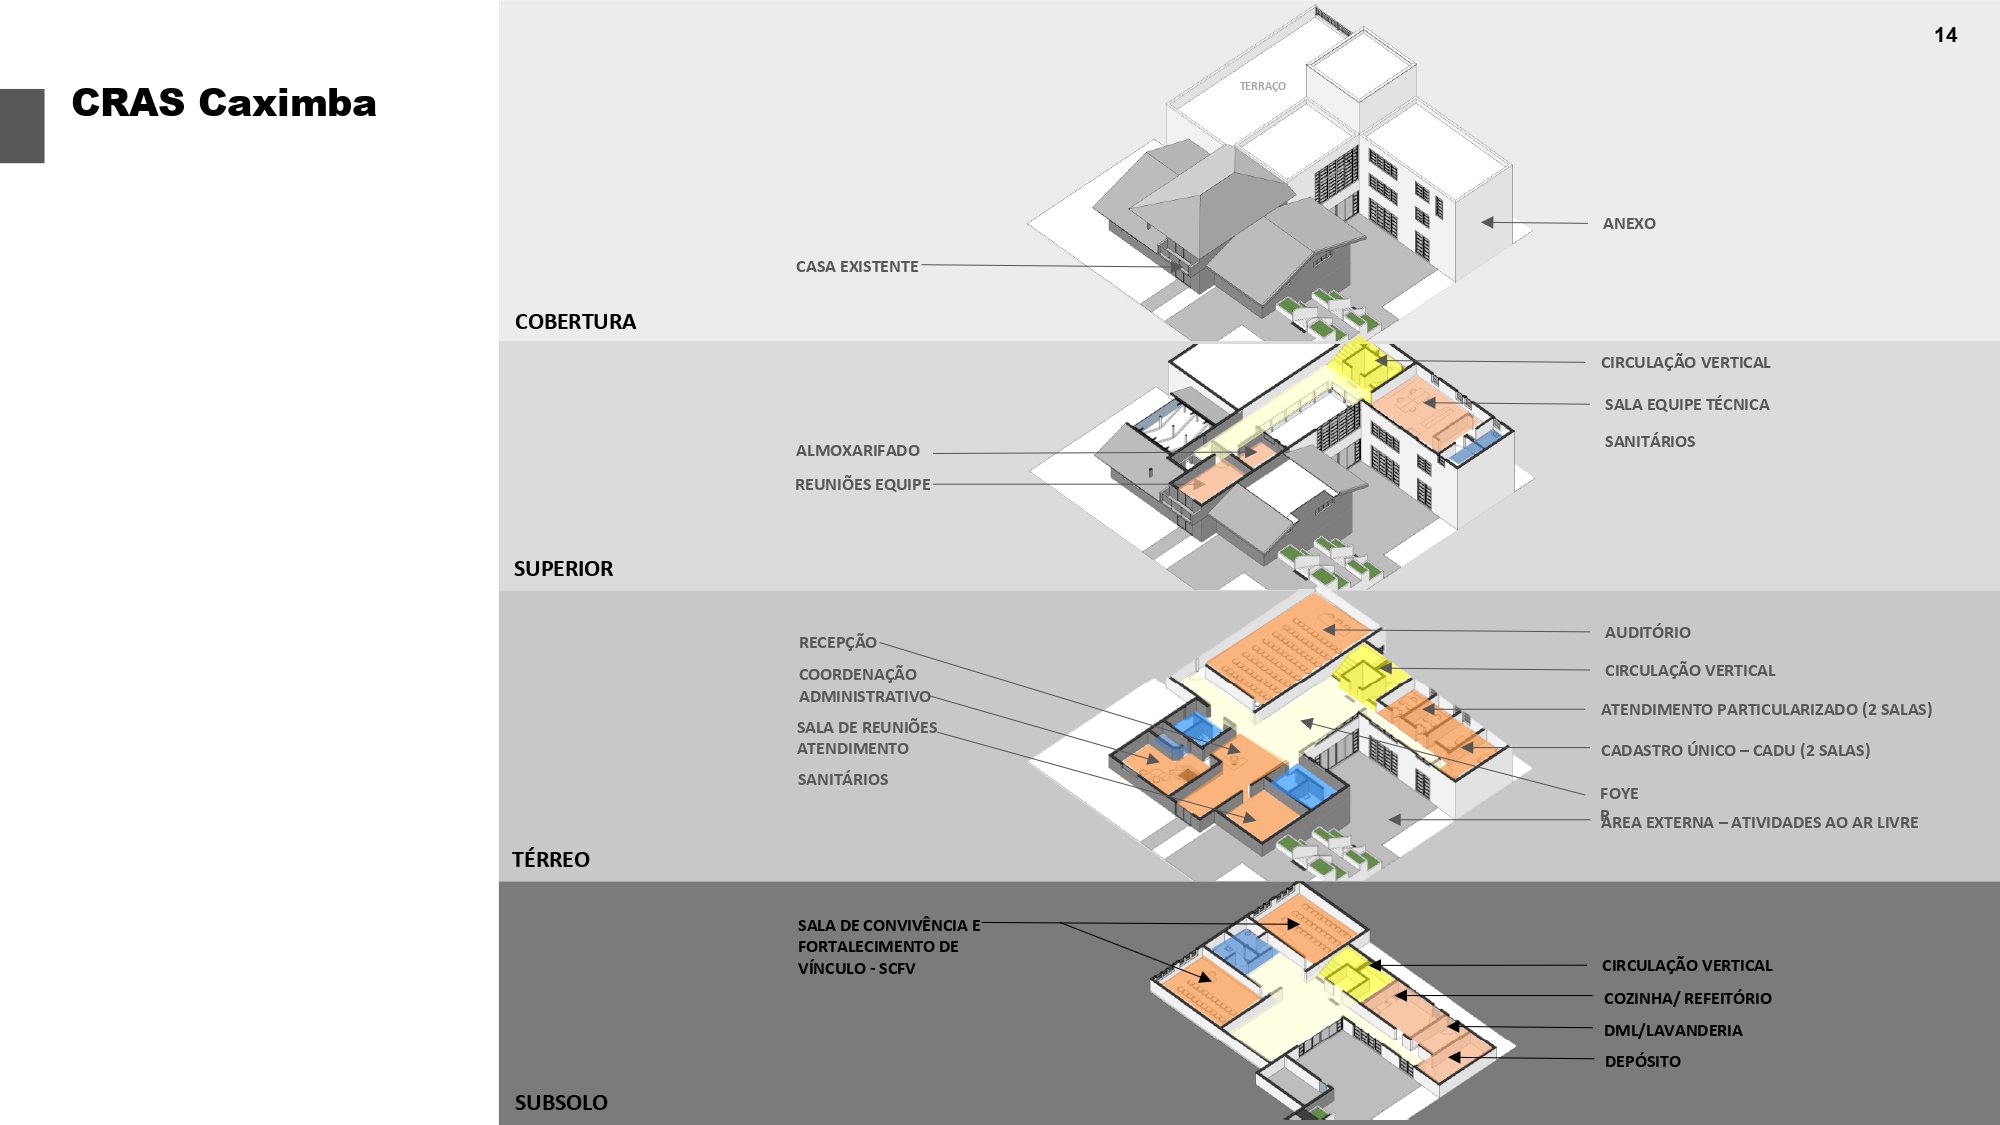 14
CRAS Caximba
TERRAÇO
ANEXO
CASA EXISTENTE
COBERTURA
CIRCULAÇÃO VERTICAL
SALA EQUIPE TÉCNICA
SANITÁRIOS
ALMOXARIFADO
REUNIÕES EQUIPE
SUPERIOR
RECEPÇÃO
COORDENAÇÃO
ADMINISTRATIVO
SALA DE REUNIÕES
ATENDIMENTO
SANITÁRIOS
AUDITÓRIO
CIRCULAÇÃO VERTICAL
ATENDIMENTO PARTICULARIZADO (2 SALAS)
CADASTRO ÚNICO – CADU (2 SALAS)
FOYE
R
ÁREA EXTERNA – ATIVIDADES AO AR LIVRE
TÉRREO
SALA DE CONVIVÊNCIA E
FORTALECIMENTO DE
VÍNCULO - SCFV
CIRCULAÇÃO VERTICAL
COZINHA/ REFEITÓRIO
DML/LAVANDERIA
DEPÓSITO
SUBSOLO